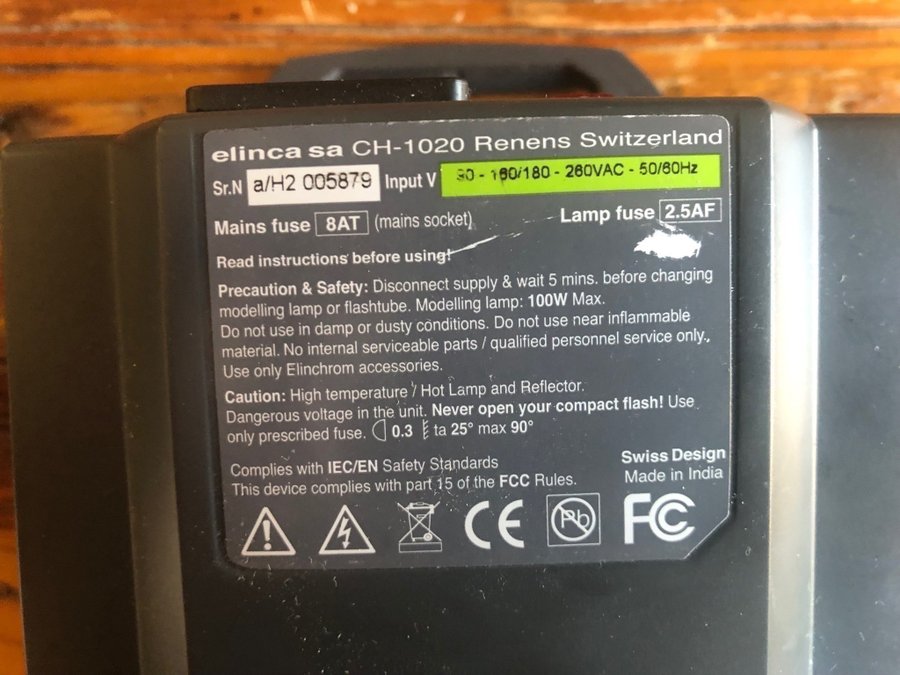 elinca sa CH-1020 Renens Switzerland
Sr.N a/H2 005879 Input V 90 - 160/180 - 260VAC - 50/60Hz
Mains fuse 8AT (mains socket) Lamp fuse 2.5AF
Read instructions before using!
Precaution & Safety: Disconnect supply & wait 5 mins. before changing
modelling lamp or flashtube. Modelling lamp: 100W Max.
Do not use in damp or dusty conditions. Do not use near inflammable
material. No internal serviceable parts / qualified personnel service only.,
Use only Elinchrom accessories.
Caution: High temperature / Hot Lamp and Reflector.
Dangerous voltage in the unit. Never open your compact flash! Use
only prescribed fuse. 0.3 ta 25° max 90°
Complies with IEC/EN Safety Standards
This device complies with part 15 of the FCC Rules.
Swiss Design
Made in India
CE Pb FC